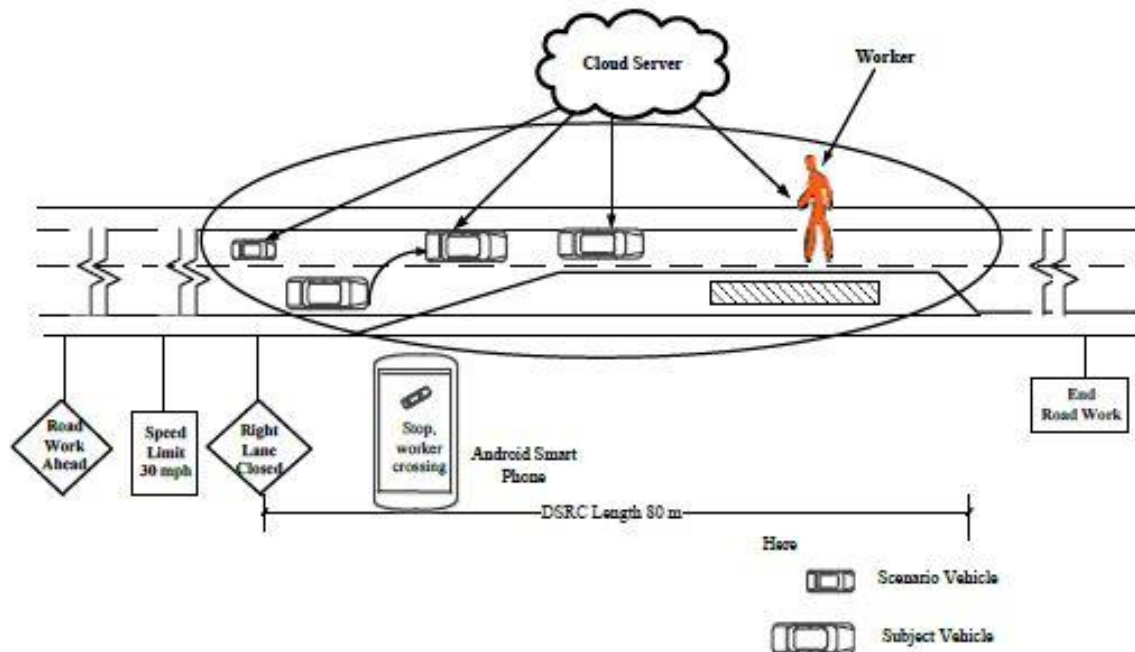 Cloud Server
Worker
Road
Work
Ahead
Speed
Limit
30 mph
Right
Lane
Closed
Stop,
worker
crossing
Android Smart
Phone
End
Road Work
DSRC Length 80 m
Here
Scenario Vehicle
Subject Vehicle